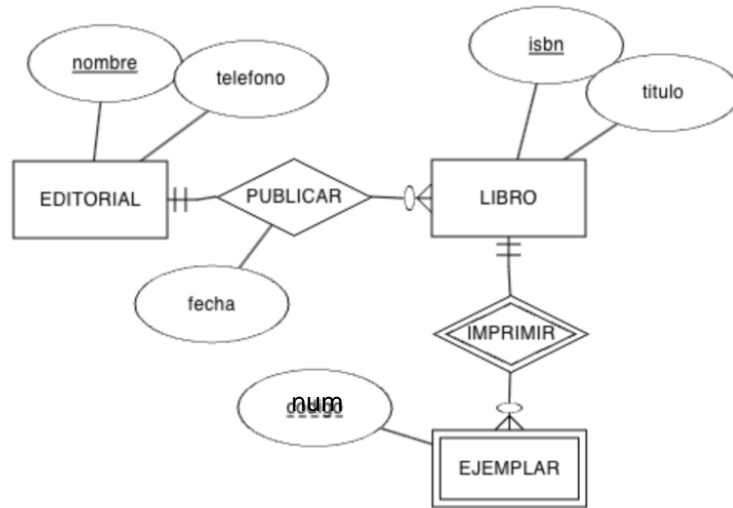 nombre
telefono
isbn
titulo
EDITORIAL
PUBLICAR
LIBRO
fecha
IMPRIMIR
num
EJEMPLAR